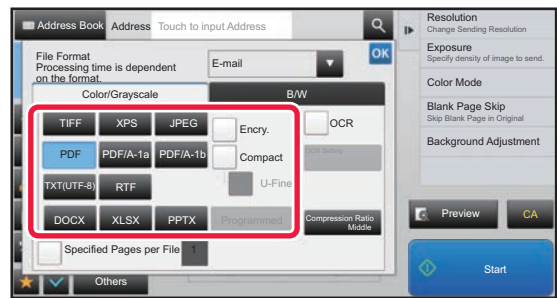 Address Book
Address
Touch to input Address
File Format
Processing time is dependent
on the format.
E-mail
OK
Color/Grayscale
B/W
TIFF
XPS
JPEG
Encry.
OCR
PDF
PDF/A-1a
PDF/A-1b
Compact
TXT(UTF-8)
RTF
U-Fine
DOCX
XLSX
PPTX
Programmed
Compression Ratio
Middle
Specified Pages per File
1
Others
Resolution
Change Sending Resolution
Exposure
Specify density of image to send.
Color Mode
Blank Page Skip
Skip Blank Page in Original
Background Adjustment
Preview
CA
Start